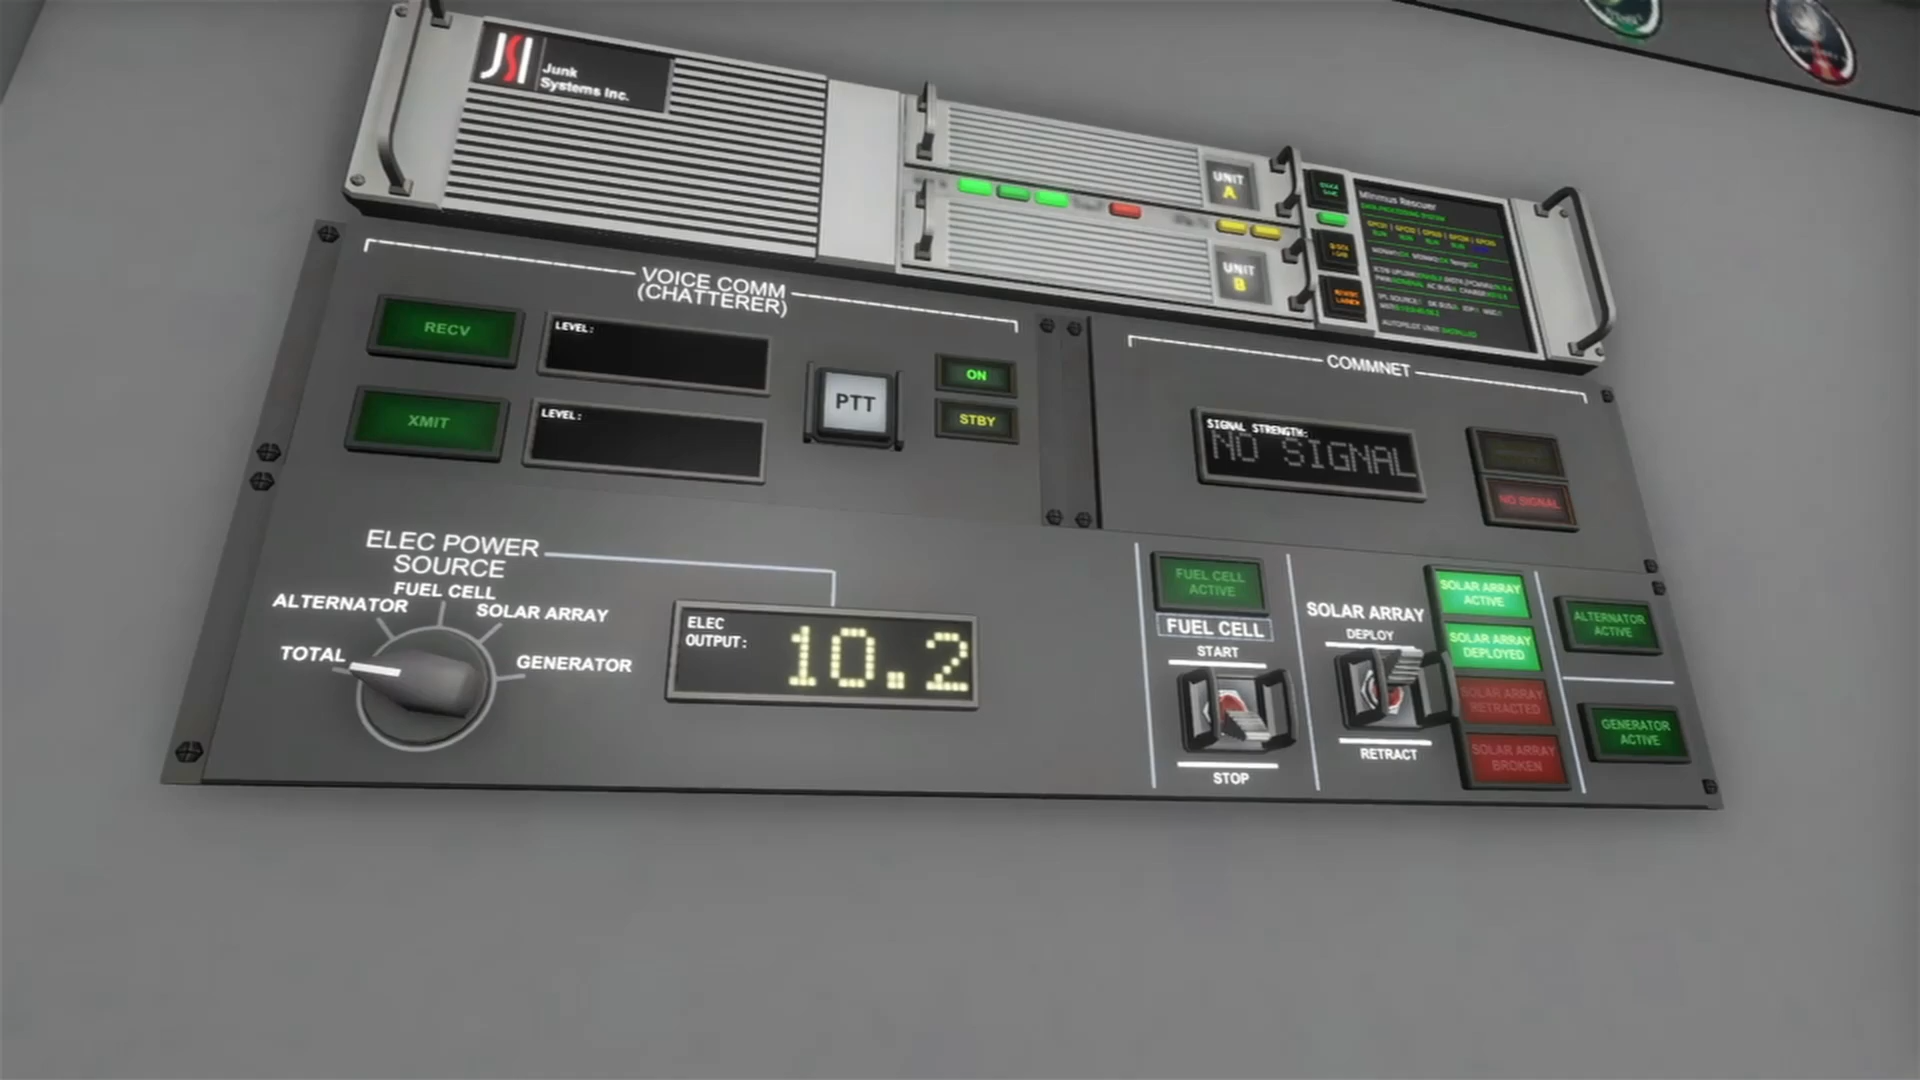 JSI
Junk
Systems Inc.
UNIT
A
UNIT
B
Minmus Rescuer
VOICE COMM
(CHATTERER)
RECV
LEVEL:
XMIT
LEVEL:
PTT
ON
STBY
COMMNET
SIGNAL STRENGTH:
NO SIGNAL
NO SIGNAL
ELEC POWER
SOURCE
FUEL CELL
ALTERNATOR
SOLAR ARRAY
TOTAL
GENERATOR
ELEC
OUTPUT:
10.2
FUEL CELL
ACTIVE
FUEL CELL
START
STOP
SOLAR ARRAY
DEPLOY
RETRACT
SOLAR ARRAY
ACTIVE
SOLAR ARRAY
DEPLOYED
SOLAR ARRAY
RETRACTED
SOLAR ARRAY
BROKEN
ALTERNATOR
ACTIVE
GENERATOR
ACTIVE